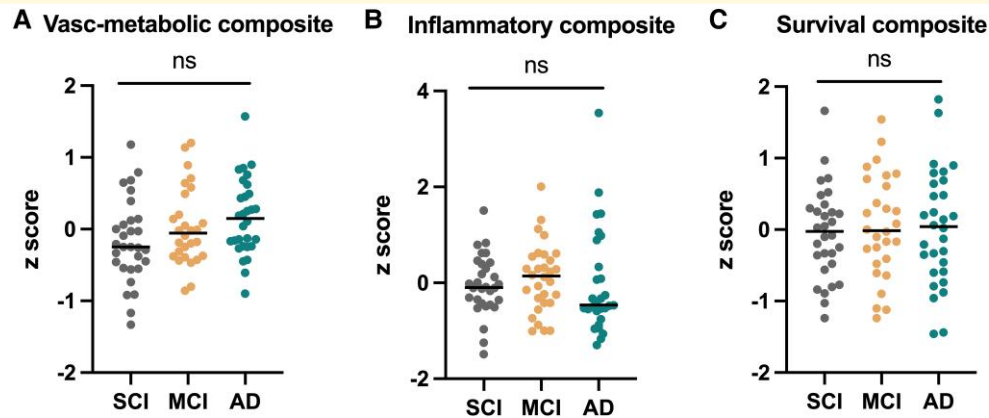 A Vasc-metabolic composite
ns
2
1
0
-1
-2
z score
SCI MCI AD
B Inflammatory composite
ns
4
2
0
-2
z score
SCI MCI AD
C Survival composite
ns
2
1
0
-1
-2
z score
SCI MCI AD